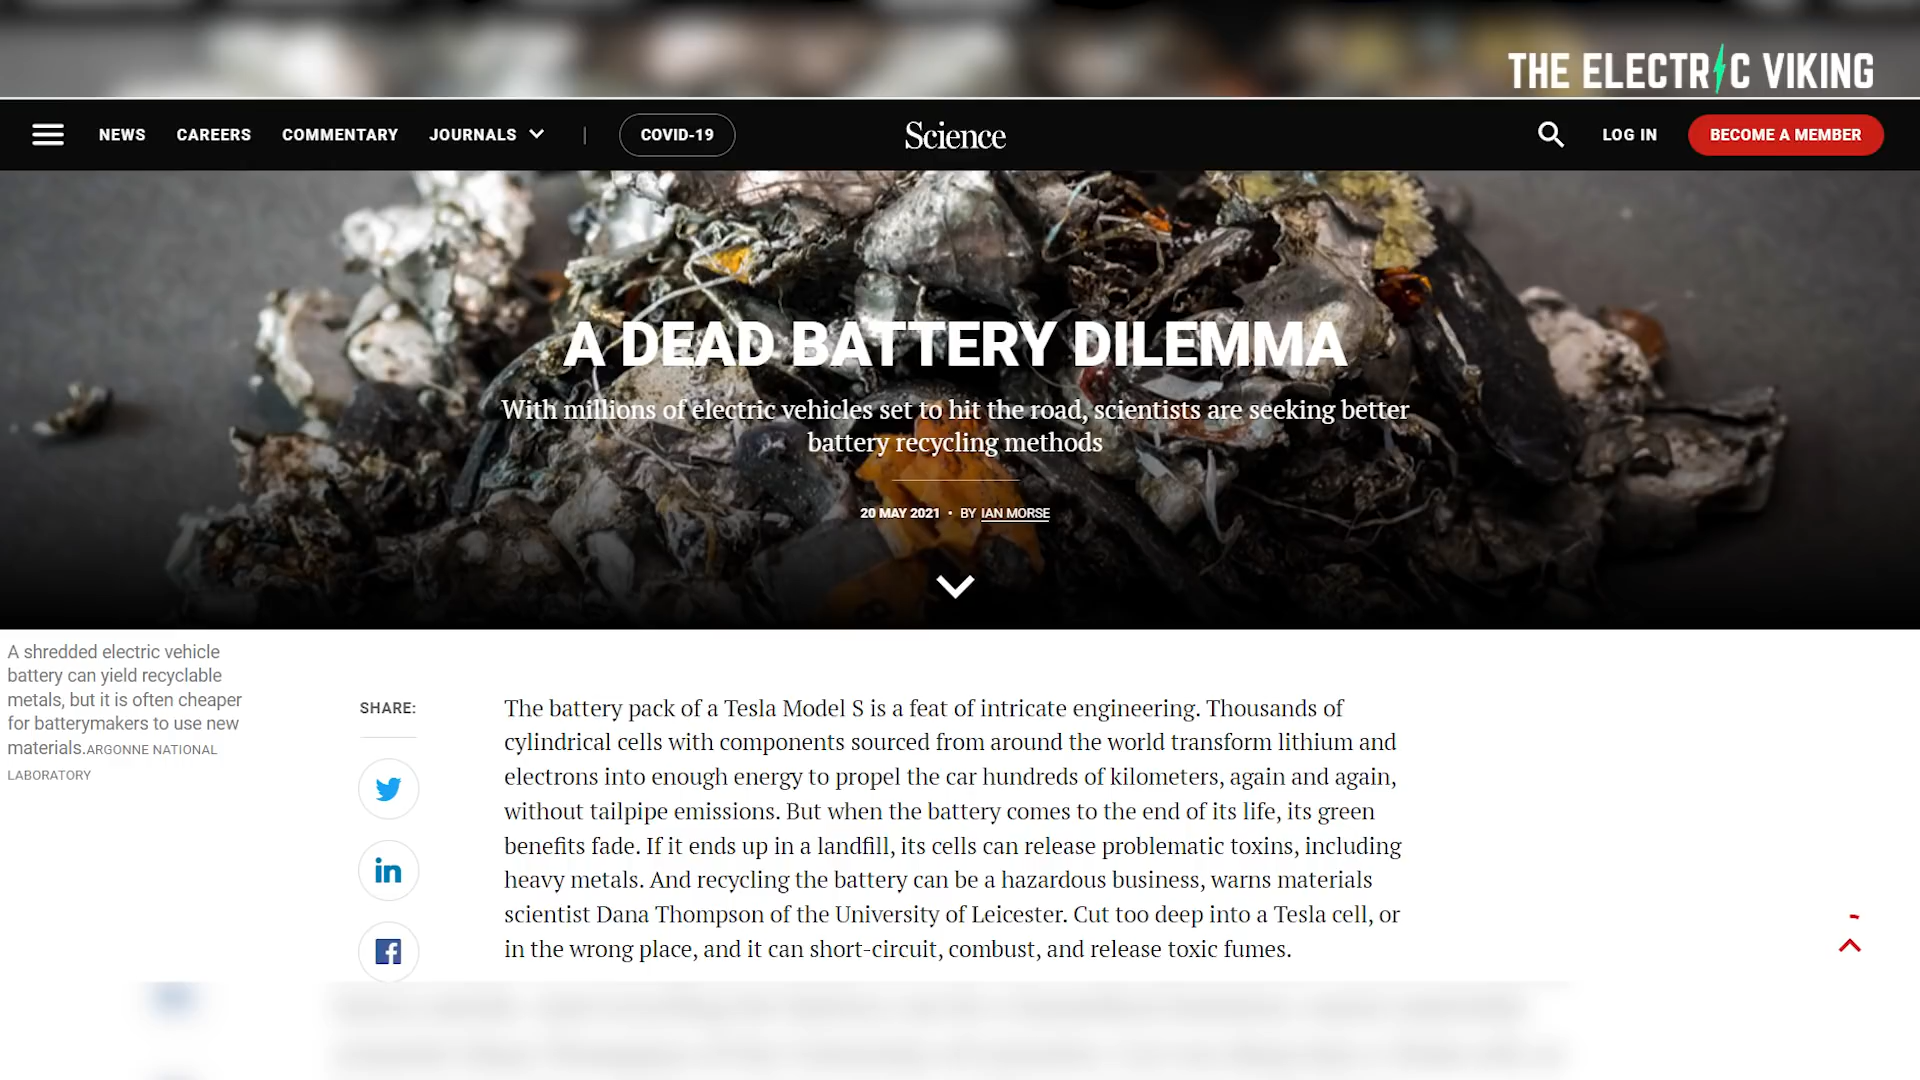 THE ELECTRIC VIKING
NEWS CAREERS COMMENTARY JOURNALS | COVID-19 Science LOG IN BECOME A MEMBER
A DEAD BATTERY DILEMMA
With millions of electric vehicles set to hit the road, scientists are seeking better
battery recycling methods
20 MAY 2021 • BY IAN MORSE
A shredded electric vehicle
battery can yield recyclable
metals, but it is often cheaper
for batterymakers to use new
materials.ARGONNE NATIONAL
LABORATORY
SHARE:
The battery pack of a Tesla Model S is a feat of intricate engineering. Thousands of
cylindrical cells with components sourced from around the world transform lithium and
electrons into enough energy to propel the car hundreds of kilometers, again and again,
without tailpipe emissions. But when the battery comes to the end of its life, its green
benefits fade. If it ends up in a landfill, its cells can release problematic toxins, including
heavy metals. And recycling the battery can be a hazardous business, warns materials
scientist Dana Thompson of the University of Leicester. Cut too deep into a Tesla cell, or
in the wrong place, and it can short-circuit, combust, and release toxic fumes.